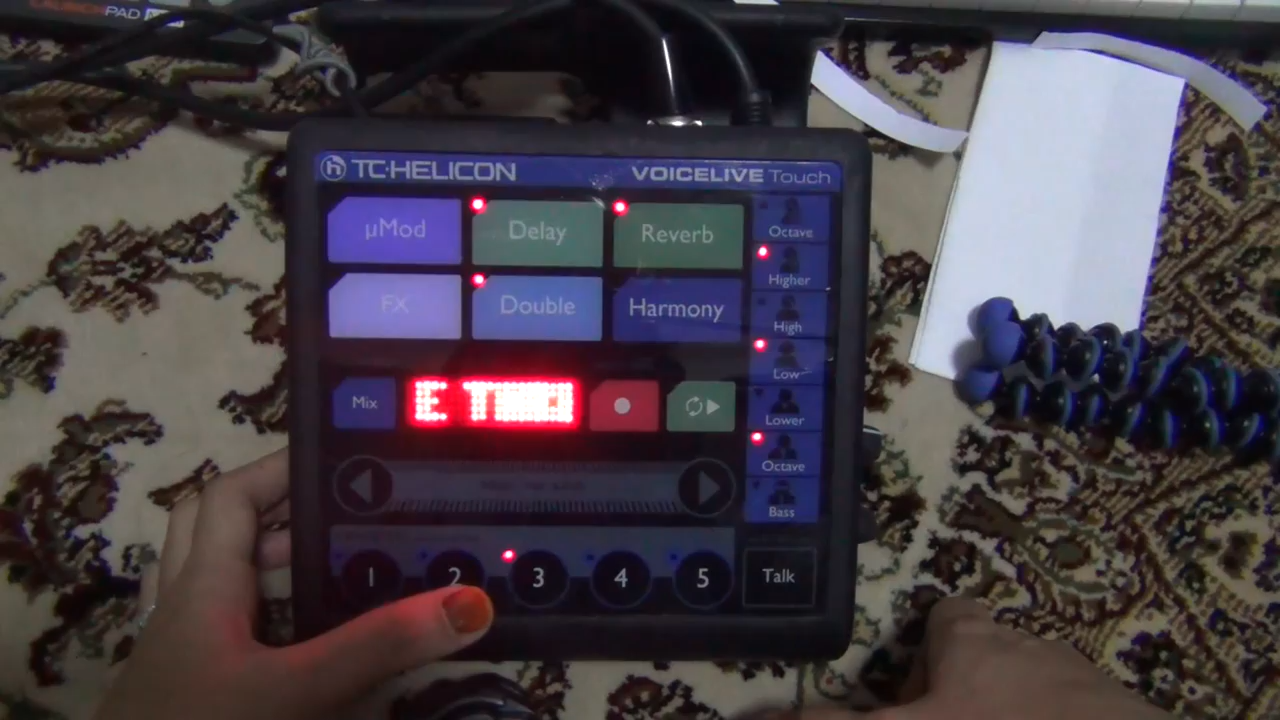 LAUNCHPAD
TC·HELICON
VOICELIVE Touch
µMod
Delay
Reverb
FX
Double
Harmony
Mix
Octave
Higher
High
Low
Lower
Octave
Bass
1
2
3
4
5
Talk